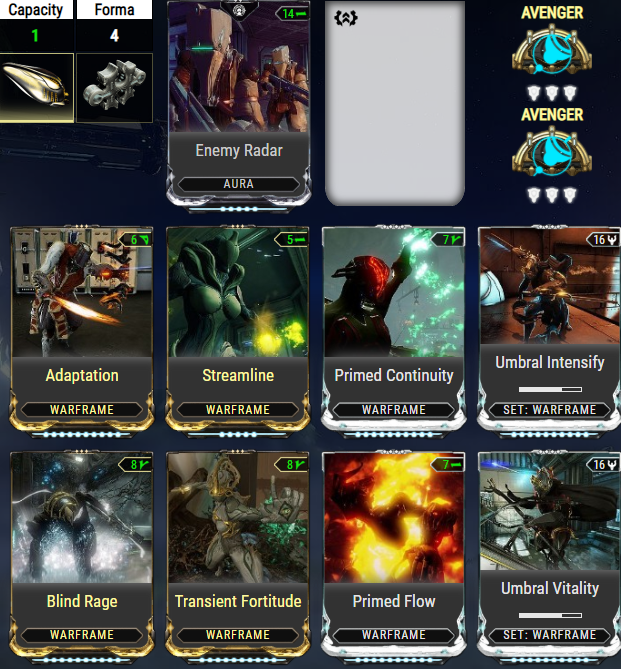 Capacity
Forma
1
4
14
Enemy Radar
AURA
AVENGER
AVENGER
6
Adaptation
WARFRAME
5
Streamline
WARFRAME
7
Primed Continuity
WARFRAME
16
Umbral Intensify
SET: WARFRAME
8
Blind Rage
WARFRAME
8
Transient Fortitude
WARFRAME
7
Primed Flow
WARFRAME
16
Umbral Vitality
SET: WARFRAME